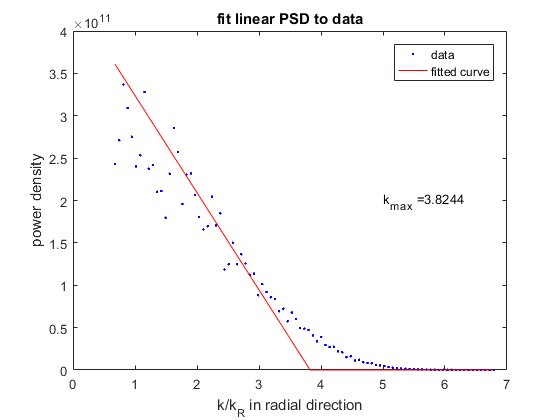 fit linear PSD to data
×10^11
4
3.5
3
2.5
2
1.5
1
0.5
0
power density
data
fitted curve
k_max =3.8244
0 1 2 3 4 5 6 7
k/k_R in radial direction